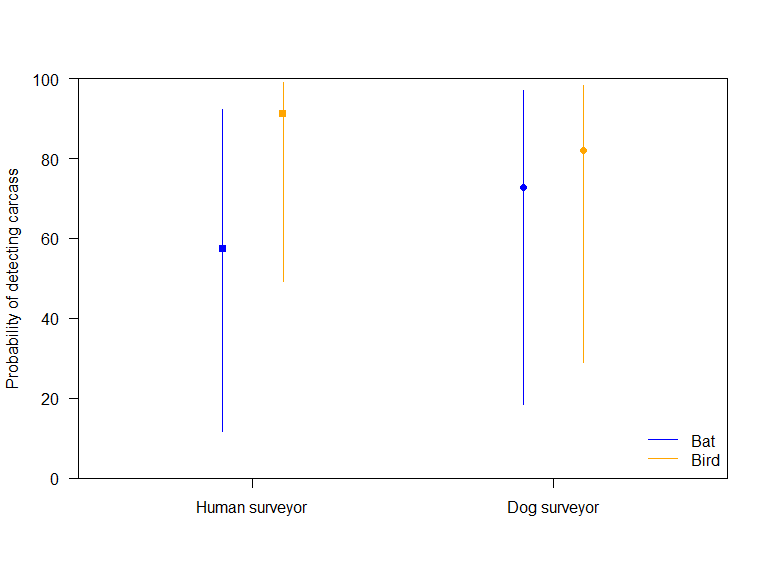 Probability of detecting carcass
100
80
60
40
20
0
Human surveyor
Dog surveyor
Bat
Bird